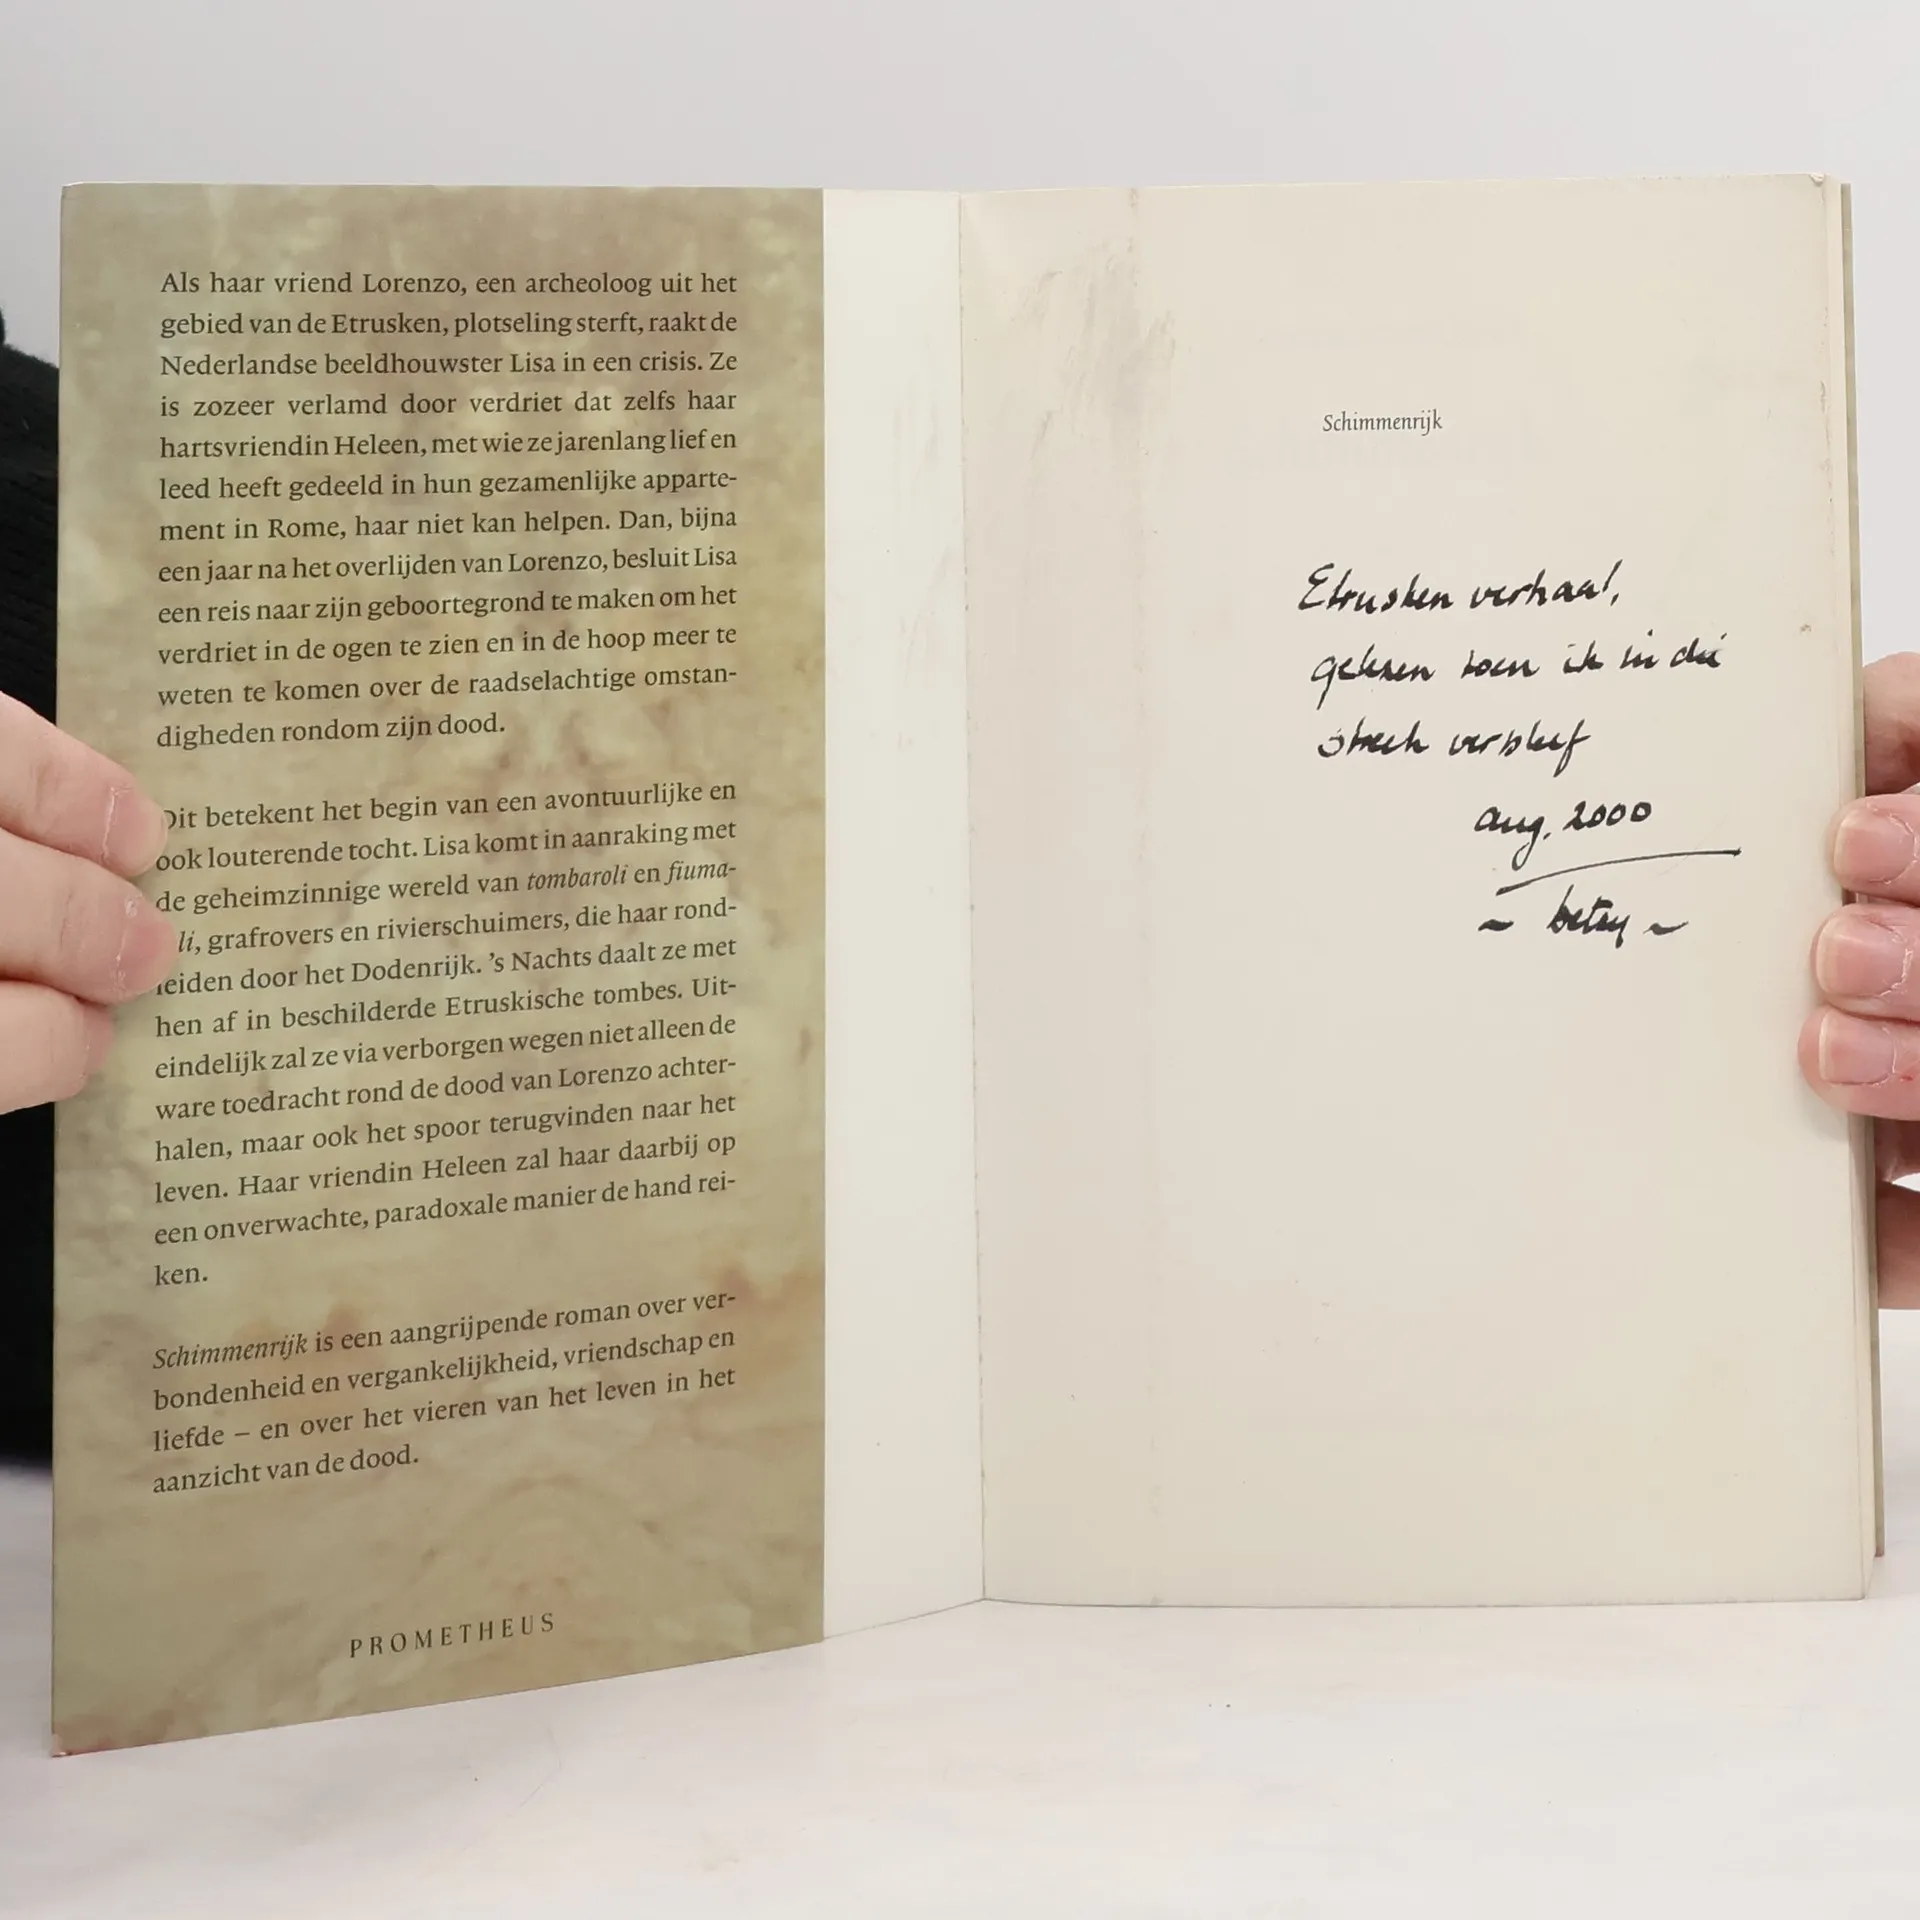 Als haar vriend Lorenzo, een archeoloog uit het
gebied van de Etrusken, plotseling sterft, raakt de
Nederlandse beeldhouwster Lisa in een crisis. Ze
is zozeer verlamd door verdriet dat zelfs haar
hartsvriendin Heleen, met wie ze jarenlang lief en
leed heeft gedeeld in hun gezamenlijke apparte-
ment in Rome, haar niet kan helpen. Dan, bijna
een jaar na het overlijden van Lorenzo, besluit Lisa
een reis naar zijn geboortegrond te maken om het
verdriet in de ogen te zien en in de hoop meer te
weten te komen over de raadselachtige omstan-
digheden rondom zijn dood.
Dit betekent het begin van een avontuurlijke en
ook louterende tocht. Lisa komt in aanraking met
de geheimzinnige wereld van tombaroli en fiuma-
li, grafrovers en rivierschuimers, die haar rond-
leiden door het Dodenrijk. 's Nachts daalt ze met
hen af in beschilderde Etruskische tombes. Uit-
eindelijk zal ze via verborgen wegen niet alleen de
ware toedracht rond de dood van Lorenzo achter-
halen, maar ook het spoor terugvinden naar het
leven. Haar vriendin Heleen zal haar daarbij op
een onverwachte, paradoxale manier de hand rei-
ken.
Schimmenrijk is een aangrijpende roman over ver-
bondenheid en vergankelijkheid, vriendschap en
liefde – en over het vieren van het leven in het
aanzicht van de dood.
PROMETHEUS
Schimmenrijk
Etrusken verhaal,
gelezen toen ik in die
streek verbleef
aug. 2000
~ betsy ~